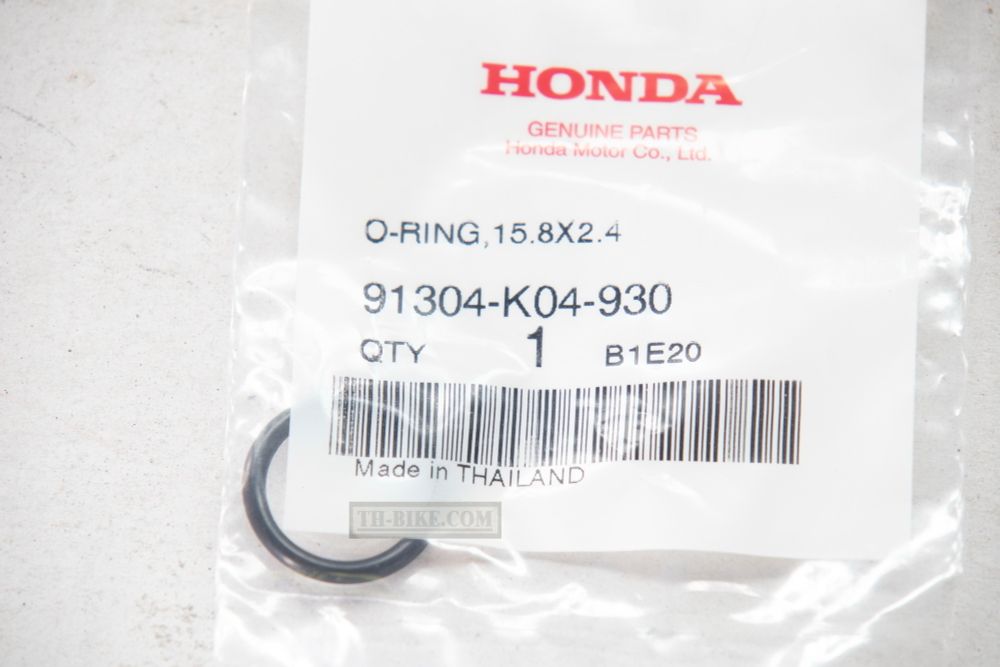 HONDA
GENUINE PARTS
Honda Motor Co., Ltd.
O-RING,15.8X2.4
91304-K04-930
QTY 1 B1E20
Made in THAILAND
TH-BIKE.COM